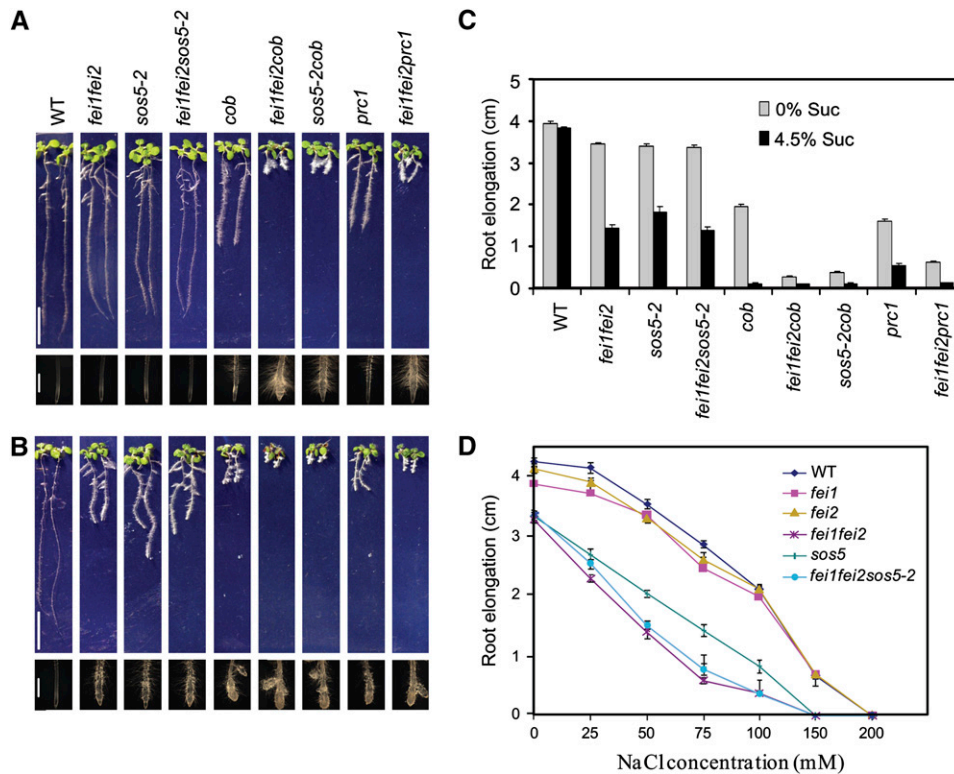 A
WT
fei1fei2
sos5-2
fei1fei2sos5-2
cob
fei1fei2cob
sos5-2cob
prc1
fei1fei2prc1
B
C
Root elongation (cm)
5
4
3
2
1
0
0% Suc
4.5% Suc
WT
fei1fei2
sos5-2
fei1fei2sos5-2
cob
fei1fei2cob
sos5-2cob
prc1
fei1fei2prc1
D
Root elongation (cm)
4
3
2
1
0
WT
fei1
fei2
fei1fei2
sos5
fei1fei2sos5-2
0 25 50 75 100 150 200
NaCl concentration (mM)